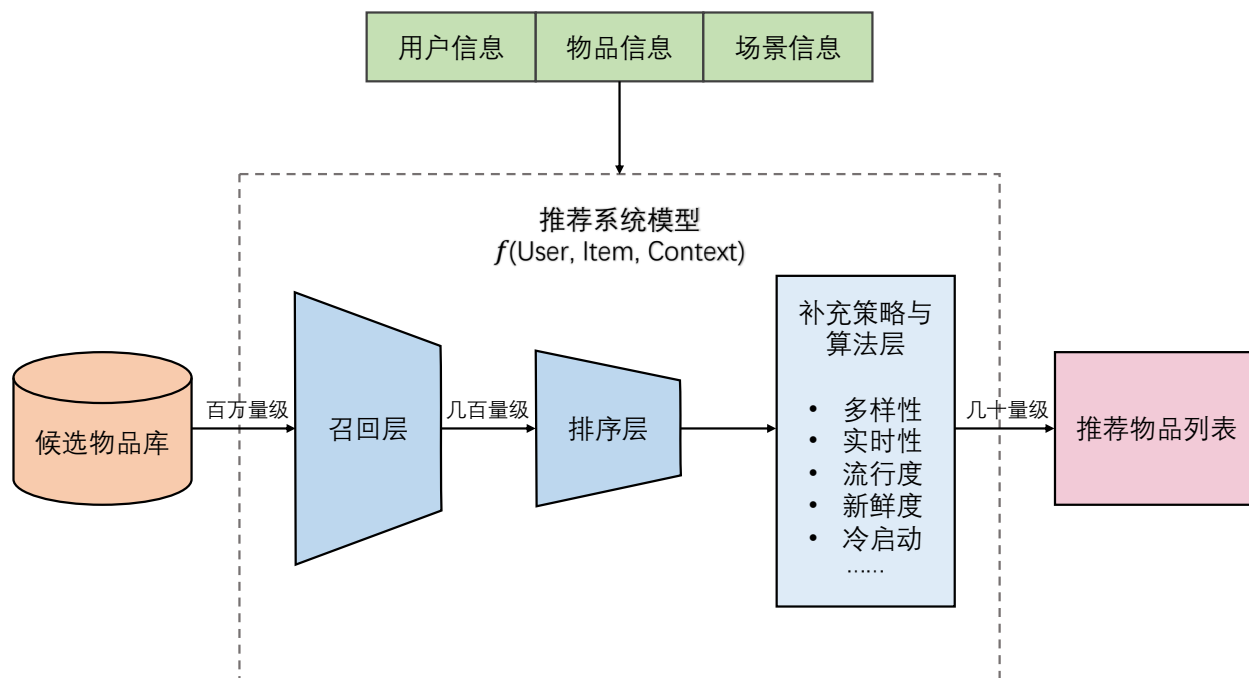 用户信息
物品信息
场景信息
推荐系统模型
f(User, Item, Context)
候选物品库
百万量级
召回层
几百量级
排序层
补充策略与
算法层
• 多样性
• 实时性
• 流行度
• 新鲜度
• 冷启动
……
几十量级
推荐物品列表